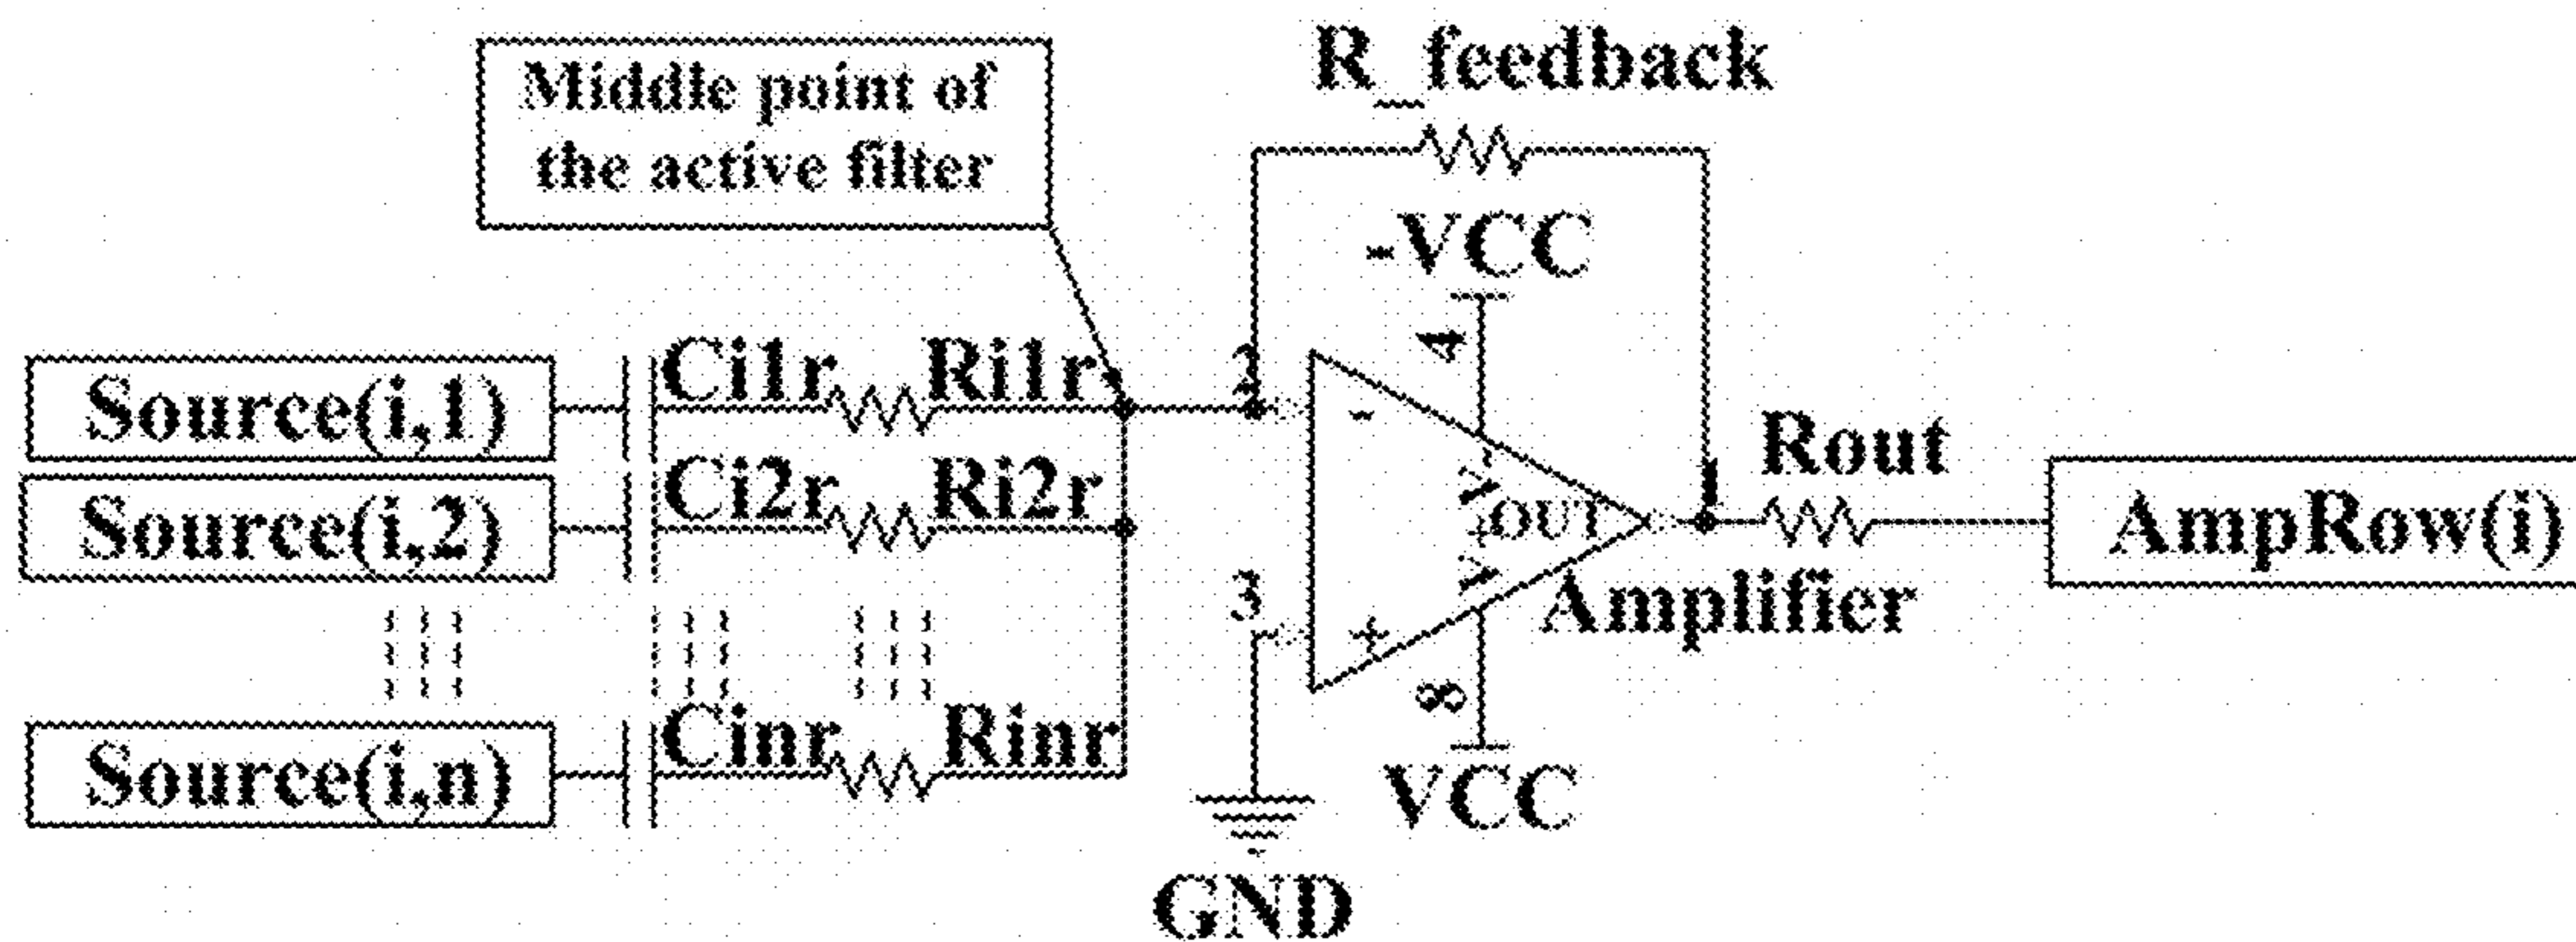 Middle point of
the active filter
R_feedback
-VCC
4
Source(i,1)
Ci1r
Ri1r
2
-
Source(i,2)
Ci2r
Ri2r
OUT
1
Rout
AmpRow(i)
3
+
Amplifier
8
Source(i,n)
Cinr
Rinr
VCC
GND